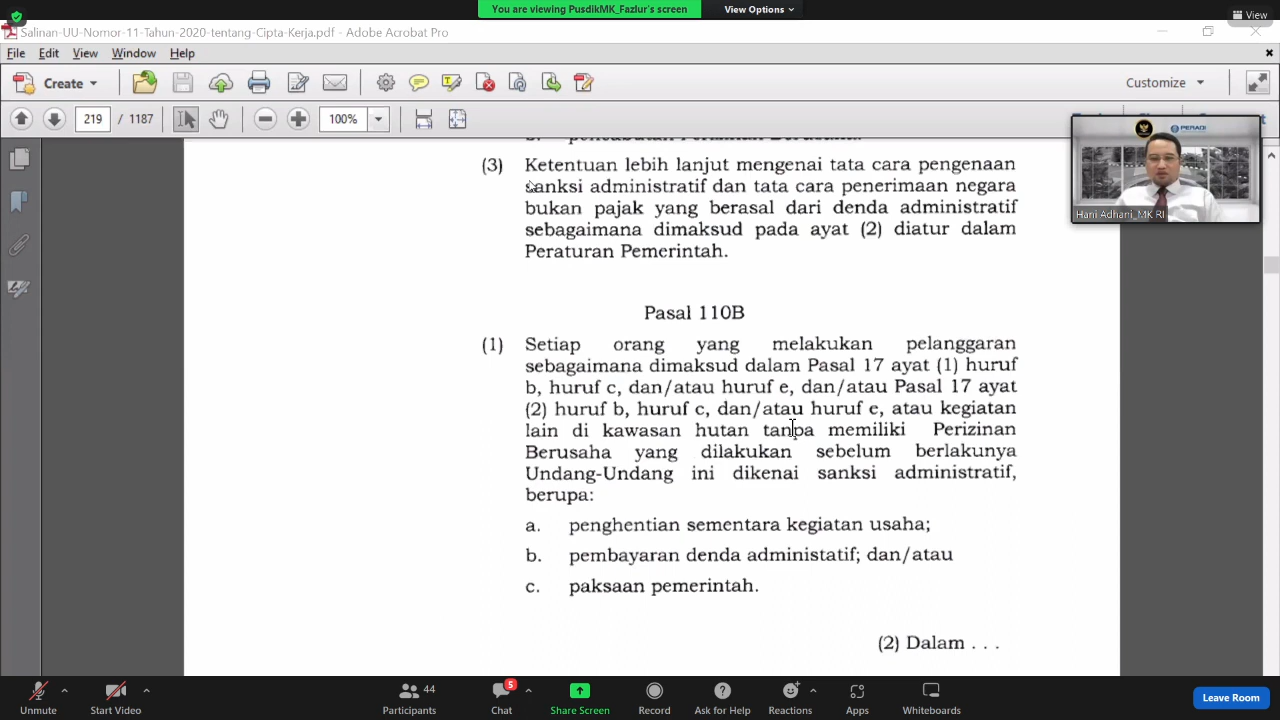 You are viewing PusdikMK_Fazlur's screen
View Options
View
Salinan-UU-Nomor-11-Tahun-2020-tentang-Cipta-Kerja.pdf - Adobe Acrobat Pro
File Edit View Window Help
Create
Customize
219 / 1187
100%
PERADI
Hani Adhani_MK RI
(3) Ketentuan lebih lanjut mengenai tata cara pengenaan
sanksi administratif dan tata cara penerimaan negara
bukan pajak yang berasal dari denda administratif
sebagaimana dimaksud pada ayat (2) diatur dalam
Peraturan Pemerintah.
Pasal 110B
(1) Setiap orang yang melakukan pelanggaran
sebagaimana dimaksud dalam Pasal 17 ayat (1) huruf
b, huruf c, dan/atau huruf e, dan/atau Pasal 17 ayat
(2) huruf b, huruf c, dan/atau huruf e, atau kegiatan
lain di kawasan hutan tanpa memiliki Perizinan
Berusaha yang dilakukan sebelum berlakunya
Undang-Undang ini dikenai sanksi administratif,
berupa:
a. penghentian sementara kegiatan usaha;
b. pembayaran denda administatif; dan/atau
c. paksaan pemerintah.
(2) Dalam . . .
Unmute
Start Video
44
Participants
5
Chat
Share Screen
Record
Ask for Help
Reactions
Apps
Whiteboards
Leave Room